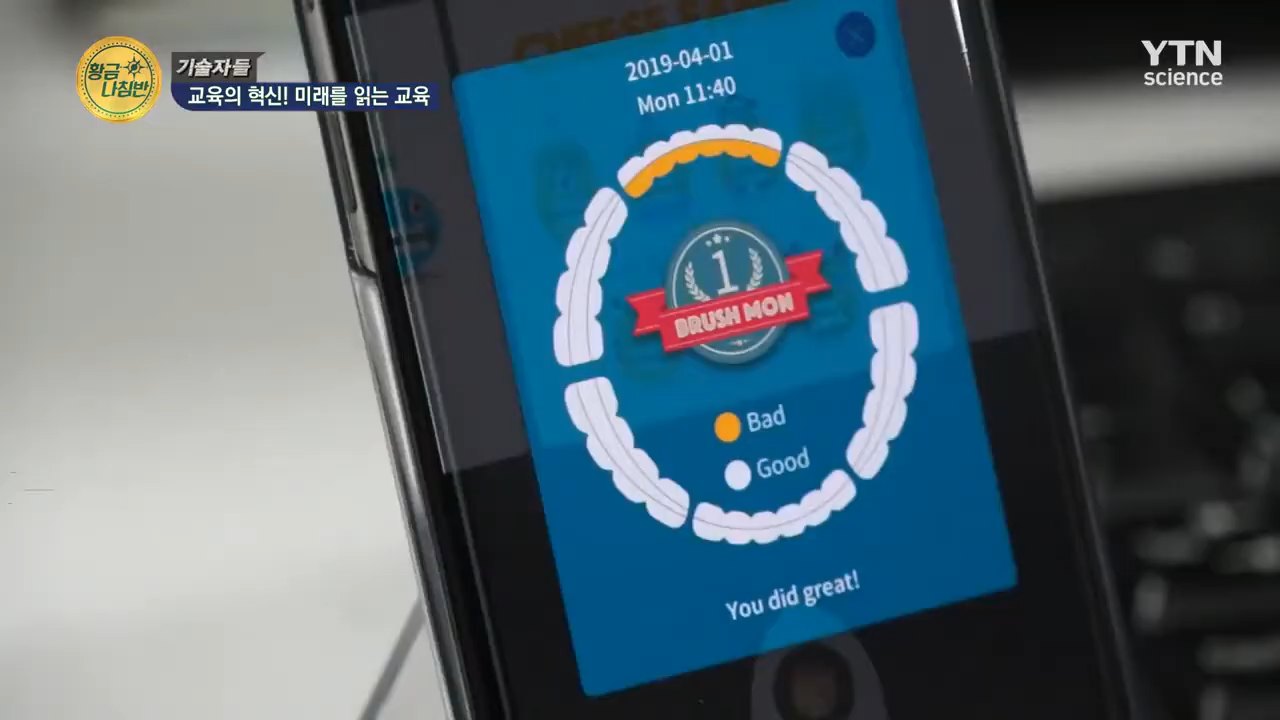 황금
나침반
기술자들
교육의 혁신! 미래를 읽는 교육
YTN
science
2019-04-01
Mon 11:40
1
BRUSH MON
Bad
Good
You did great!